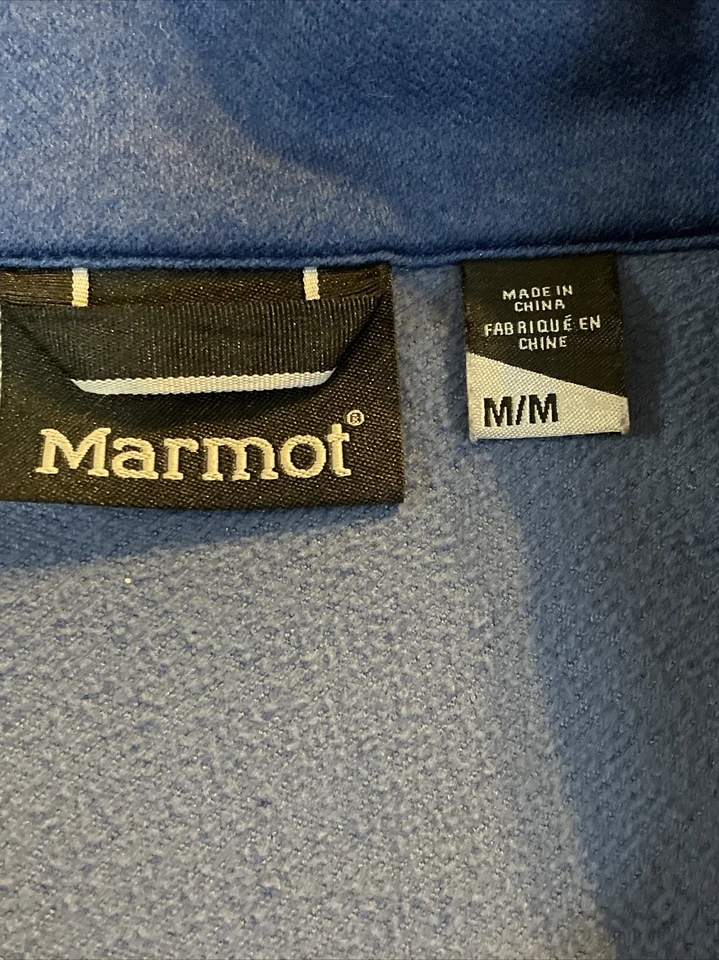 Marmot®
MADE IN
CHINA
FABRIQUÉ EN
CHINE
M/M